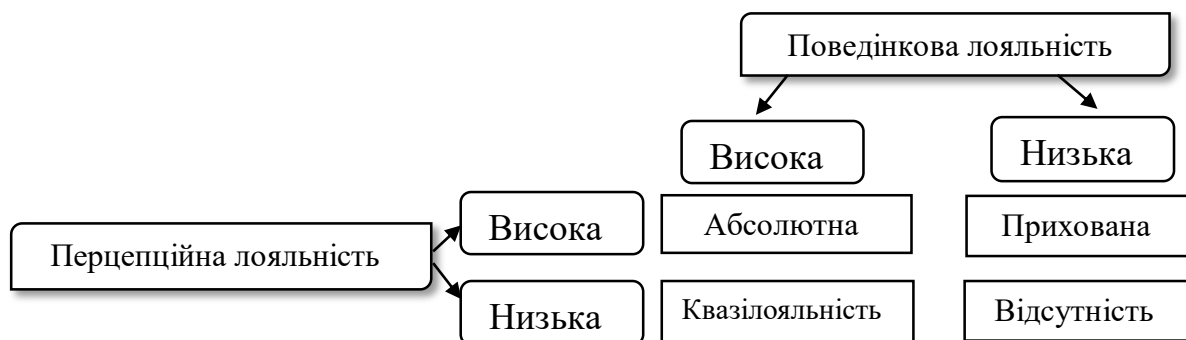 Поведінкова лояльність
Висока
Низька
Перцепційна лояльність
Висока
Абсолютна
Прихована
Низька
Квазілояльність
Відсутність